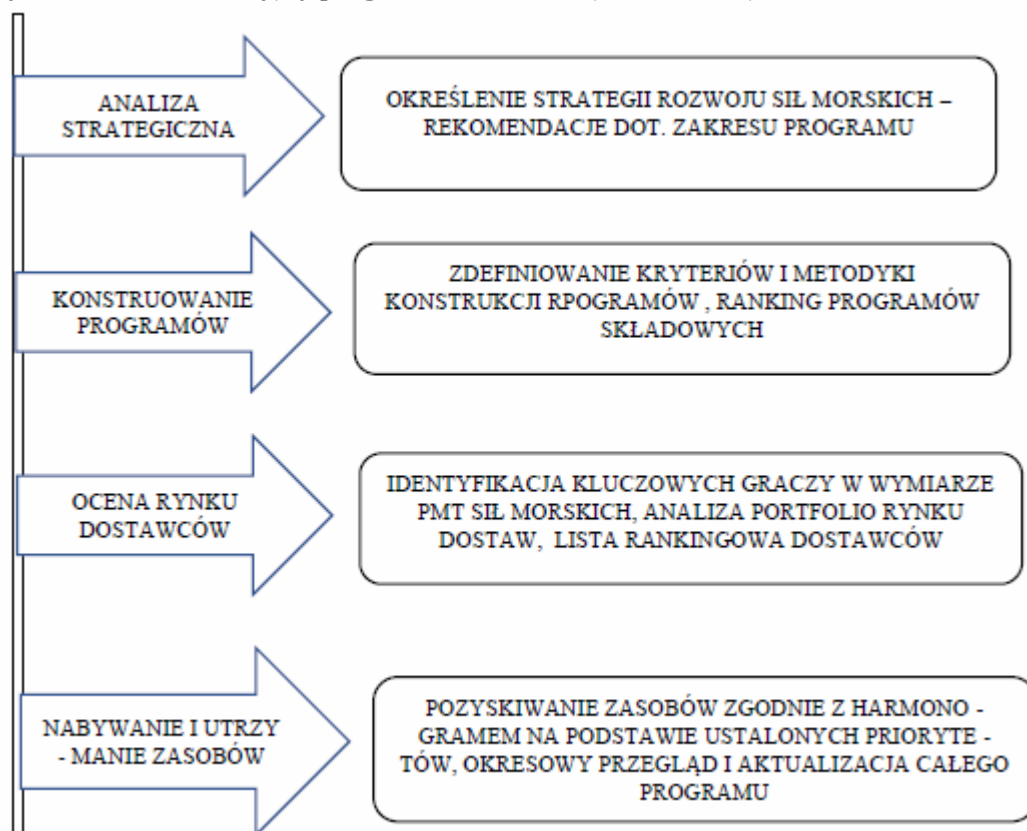 ANALIZA
STRATEGICZNA
OKREŚLENIE STRATEGII ROZWOJU SIŁ MORSKICH –
REKOMENDACJE DOT. ZAKRESU PROGRAMU
KONSTRUOWANIE
PROGRAMÓW
ZDEFINIOWANIE KRYTERIÓW I METODYKI
KONSTRUKCJI RPOGRAMÓW , RANKING PROGRAMÓW
SKŁADOWYCH
OCENA RYNKU
DOSTAWCÓW
IDENTYFIKACJA KLUCZOWYCH GRACZY W WYMIARZE
PMT SIŁ MORSKICH, ANALIZA PORTFOLIO RYNKU
DOSTAW, LISTA RANKINGOWA DOSTAWCÓW
NABYWANIE I UTRZY
- MANIE ZASOBÓW
POZYSKIWANIE ZASOBÓW ZGODNIE Z HARMONO -
GRAMEM NA PODSTAWIE USTALONYCH PRIORYTE -
TÓW, OKRESOWY PRZEGLĄD I AKTUALIZACJA CAŁEGO
PROGRAMU